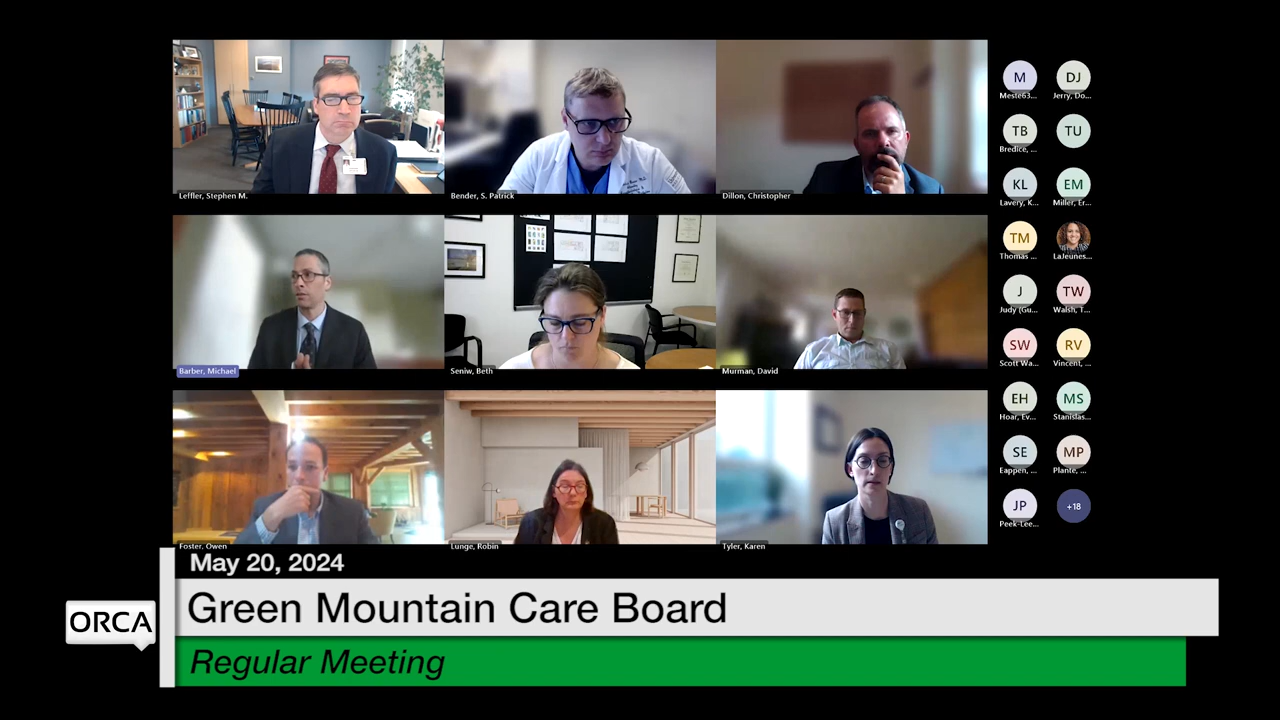 Leffler, Stephen M.
Bender, S. Patrick
Dillon, Christopher
Barber, Michael
Seniw, Beth
Murman, David
Foster, Owen
Lunge, Robin
Tyler, Karen
M
Meste63...
DJ
Jerry, Do...
TB
Bredice, ...
TU
KL
Lavery, K...
EM
Miller, Er...
TM
Thomas ...
LaJeunes...
J
Judy (Gu...
TW
Walsh, T...
SW
Scott Wa...
RV
Vincent, ...
EH
Hoar, Ev...
MS
Stanislas...
SE
Eappen, ...
MP
Plante, ...
JP
Peek-Lee...
+18
May 20, 2024
Green Mountain Care Board
ORCA
Regular Meeting